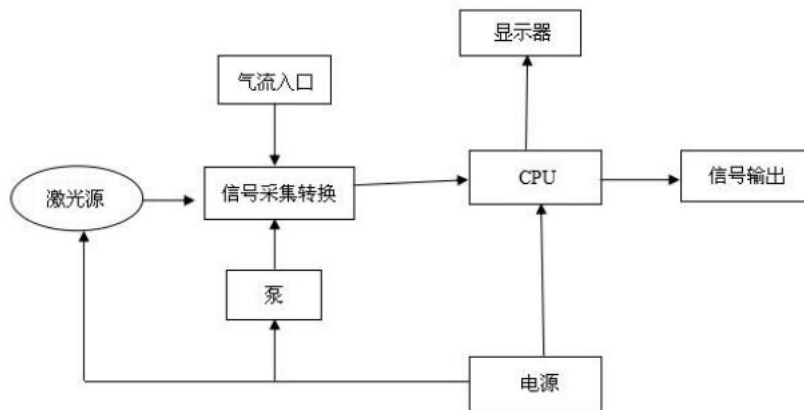 显示器
气流入口
激光源
信号采集转换
CPU
信号输出
泵
电源